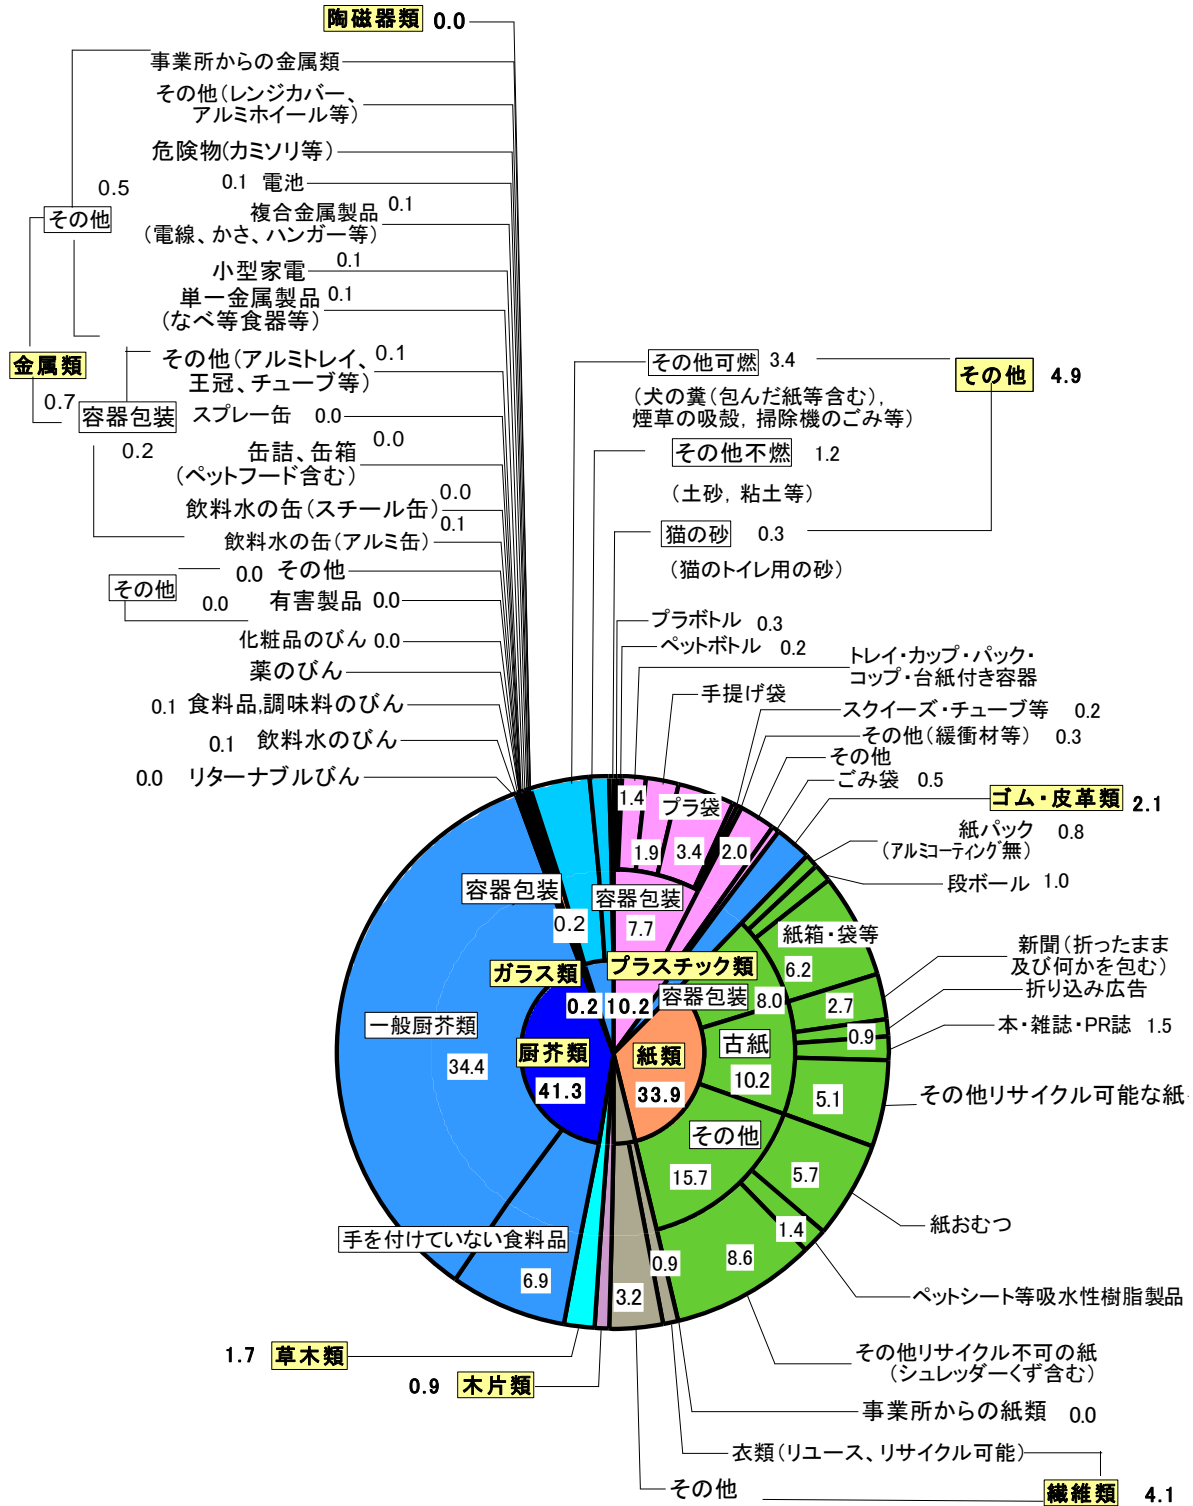 陶磁器類 0.0
事業所からの金属類
その他(レンジカバー、
アルミホイール等)
危険物(カミソリ等)
0.1 電池
0.5
その他
複合金属製品 0.1
(電線、かさ、ハンガー等)
小型家電 0.1
単一金属製品 0.1
(なべ等食器等)
金属類
0.7
その他(アルミトレイ、 0.1
王冠、チューブ等)
容器包装
0.2
スプレー缶 0.0
缶詰、缶箱 0.0
(ペットフード含む)
飲料水の缶(スチール缶) 0.0
飲料水の缶(アルミ缶) 0.1
その他
0.0 その他
0.0
有害製品 0.0
化粧品のびん 0.0
薬のびん
0.1 食料品,調味料のびん
0.1 飲料水のびん
0.0 リターナブルびん
その他可燃 3.4
その他 4.9
(犬の糞(包んだ紙等含む),
煙草の吸殻, 掃除機のごみ等)
その他不燃 1.2
(土砂, 粘土等)
猫の砂 0.3
(猫のトイレ用の砂)
プラボトル 0.3
ペットボトル 0.2
トレイ・カップ・パック・
コップ・台紙付き容器
手提げ袋
スクイーズ・チューブ等 0.2
その他(緩衝材等) 0.3
その他
ごみ袋 0.5
ゴム・皮革類 2.1
紙パック 0.8
(アルミコーティング無)
段ボール 1.0
1.4
プラ袋
1.9
3.4
2.0
容器包装
0.2
容器包装
7.7
紙箱・袋等
6.2
新聞(折ったまま
及び何かを包む)
2.7
折り込み広告
0.9
本・雑誌・PR誌 1.5
ガラス類
0.2
プラスチック類
10.2
容器包装
8.0
一般厨芥類
34.4
厨芥類
41.3
紙類
33.9
古紙
10.2
5.1
その他リサイクル可能な紙
その他
15.7
5.7
紙おむつ
1.4
ペットシート等吸水性樹脂製品
8.6
その他リサイクル不可の紙
(シュレッダーくず含む)
手を付けていない食料品
6.9
3.2
0.9
1.7 草木類
0.9 木片類
事業所からの紙類 0.0
衣類(リユース、リサイクル可能)
その他
繊維類 4.1